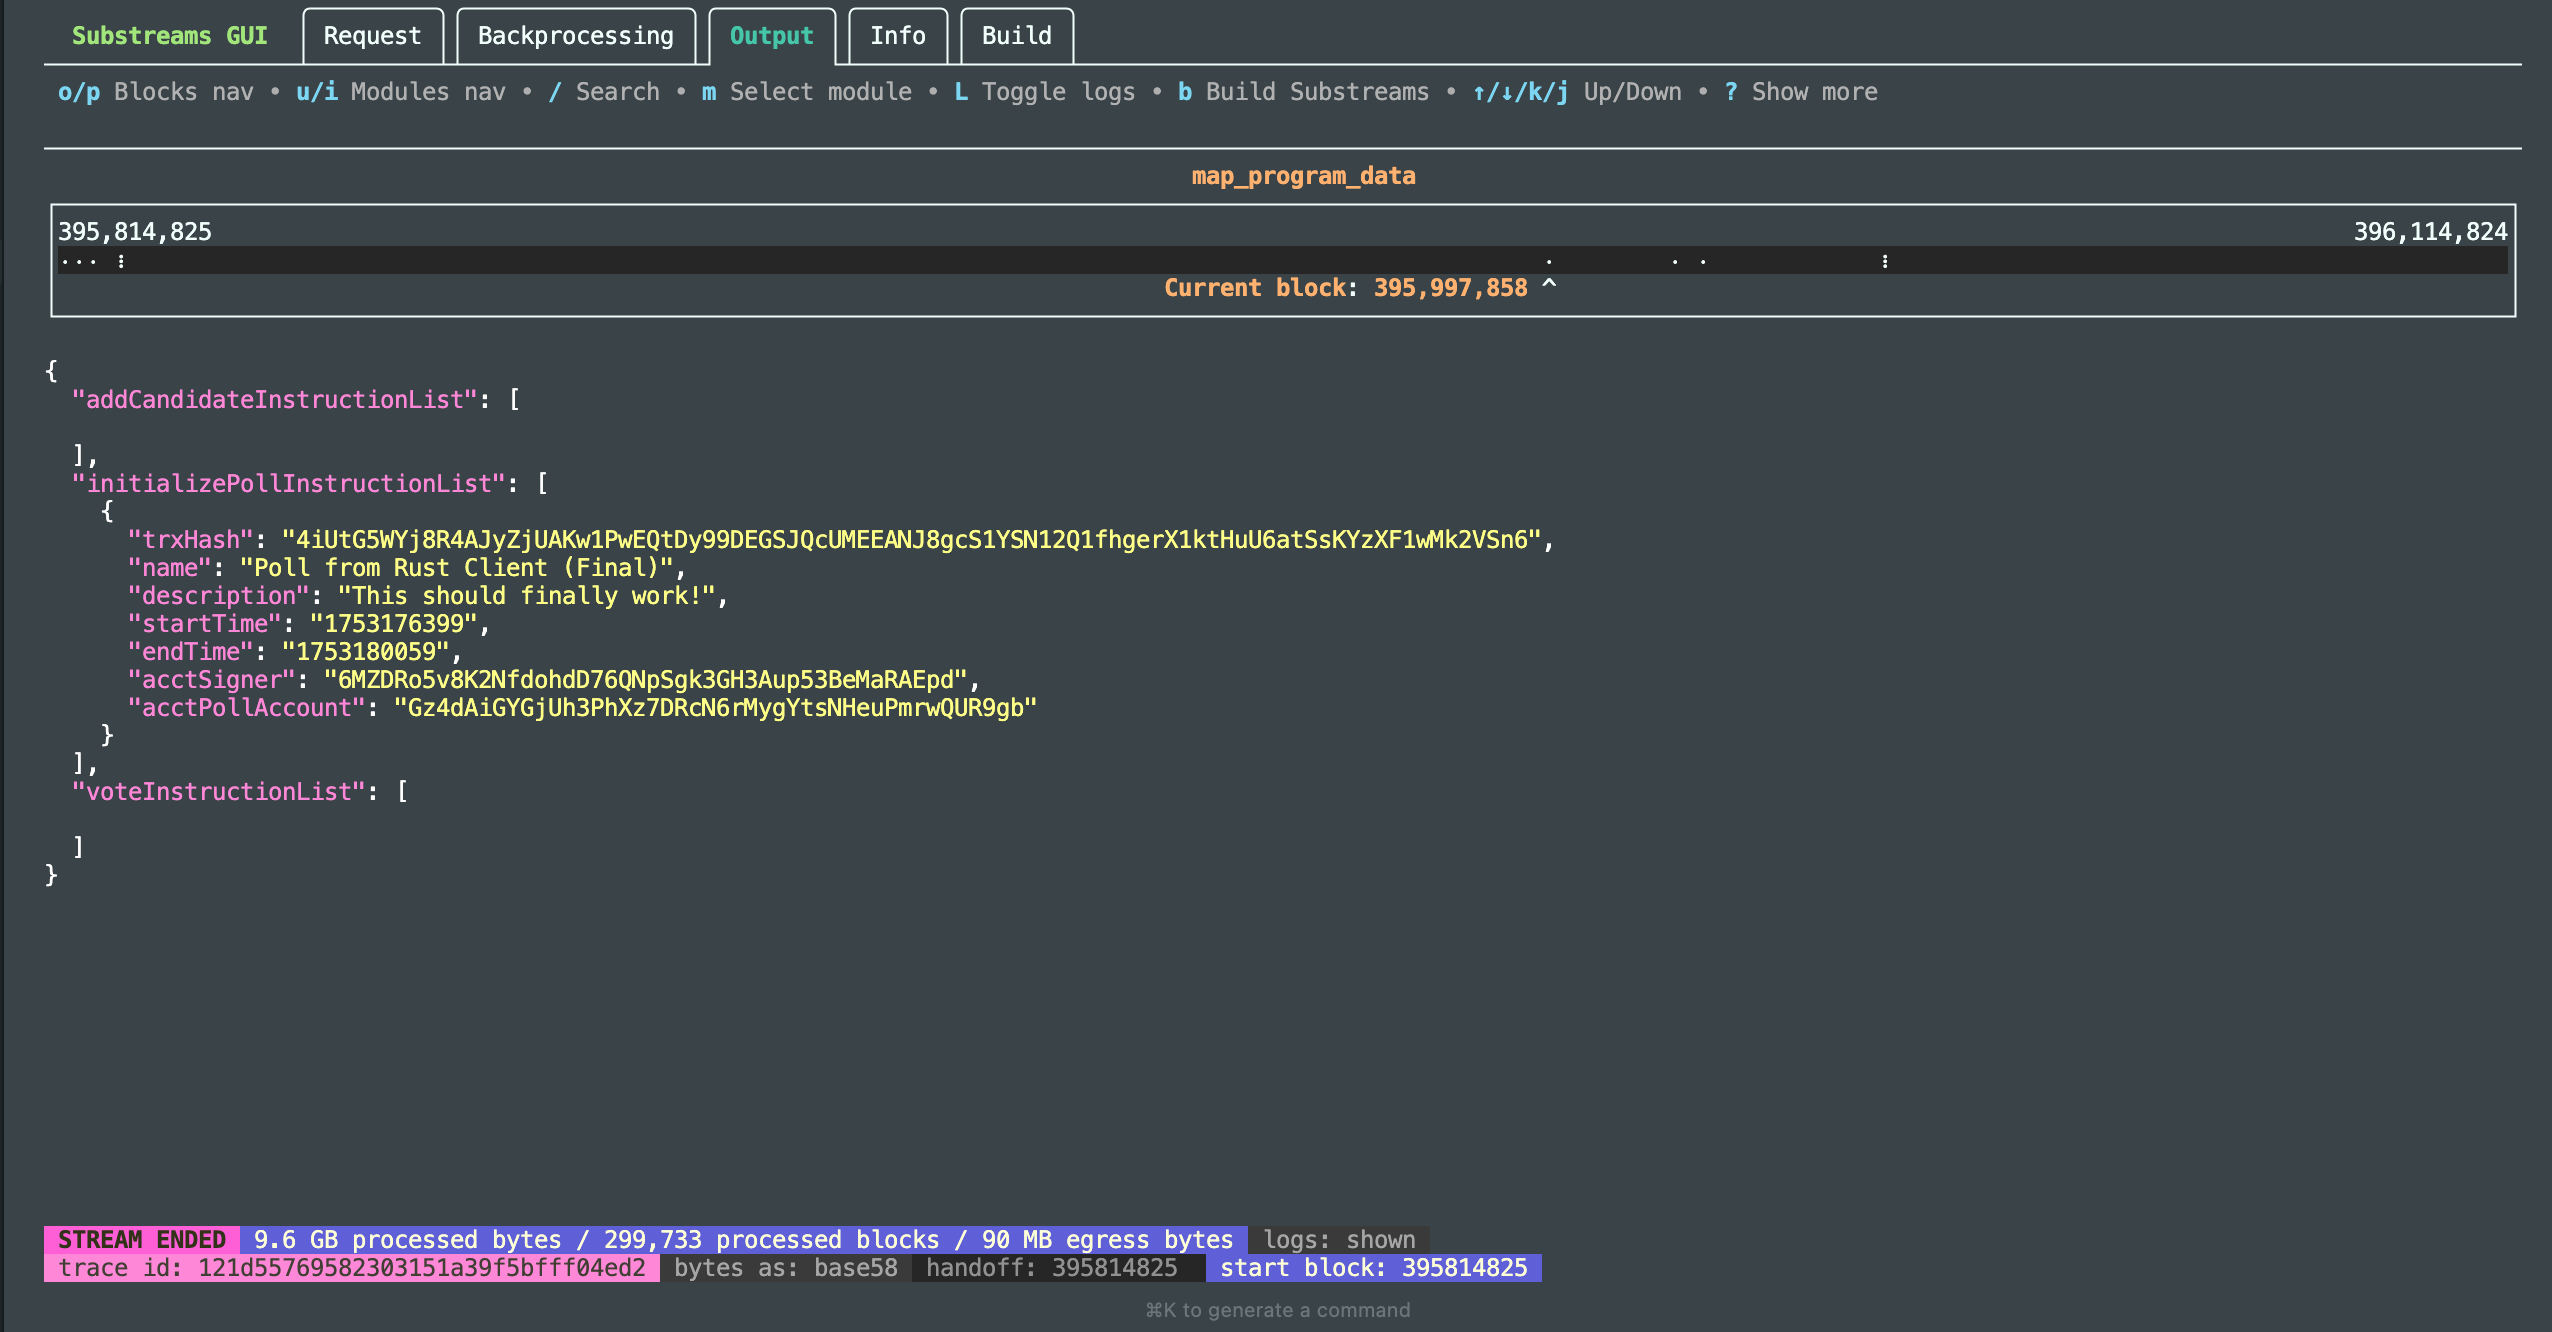 Substreams GUI Request Backprocessing Output Info Build
o/p Blocks nav • u/i Modules nav • / Search • m Select module • L Toggle logs • b Build Substreams • ↑/↓/k/j Up/Down • ? Show more
map_program_data
395,814,825 396,114,824
Current block: 395,997,858 ^
{
  "addCandidateInstructionList": [

  ],
  "initializePollInstructionList": [
    {
      "trxHash": "4iUtG5WYj8R4AJyZjUAKw1PwEQtDy99DEGSJQcUMEEANJ8gcS1YSN12Q1fhgerX1ktHuU6atSsKYzXF1wMk2VSn6",
      "name": "Poll from Rust Client (Final)",
      "description": "This should finally work!",
      "startTime": "1753176399",
      "endTime": "1753180059",
      "acctSigner": "6MZDRo5v8K2NfdohdD76QNpSgk3GH3Aup53BeMaRAEpd",
      "acctPollAccount": "Gz4dAiGYGjUh3PhXz7DRcN6rMygYtsNHeuPmrwQUR9gb"
    }
  ],
  "voteInstructionList": [

  ]
}
STREAM ENDED 9.6 GB processed bytes / 299,733 processed blocks / 90 MB egress bytes logs: shown
trace id: 121d55769582303151a39f5bfff04ed2 bytes as: base58 handoff: 395814825 start block: 395814825
⌘K to generate a command